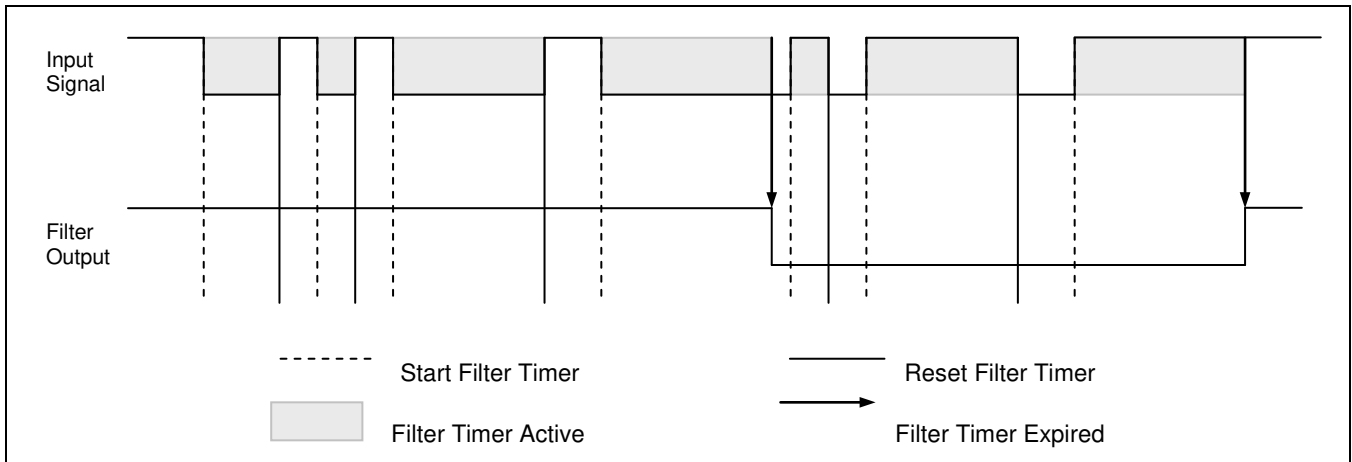 Input
Signal
Filter
Output
Start Filter Timer
Reset Filter Timer
Filter Timer Active
Filter Timer Expired